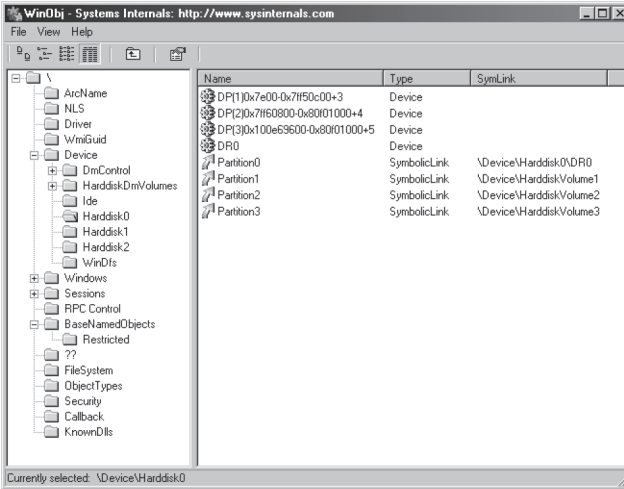 WinObj - Systems Internals: http://www.sysinternals.com
File View Help
Name Type SymLink
DP(1)0x7e00-0x7ff50c00+3 Device
DP(2)0x7ff60800-0x80f01000+4 Device
DP(3)0x100e69600-0x80f01000+5 Device
DR0 Device
Partition0 SymbolicLink \Device\Harddisk0\DR0
Partition1 SymbolicLink \Device\HarddiskVolume1
Partition2 SymbolicLink \Device\HarddiskVolume2
Partition3 SymbolicLink \Device\HarddiskVolume3
\
ArcName
NLS
Driver
WmiGuid
Device
DmControl
HarddiskDmVolumes
Ide
Harddisk0
Harddisk1
Harddisk2
WinDfs
Windows
Sessions
RPC Control
BaseNamedObjects
Restricted
??
FileSystem
ObjectTypes
Security
Callback
KnownDlls
Currently selected: \Device\Harddisk0